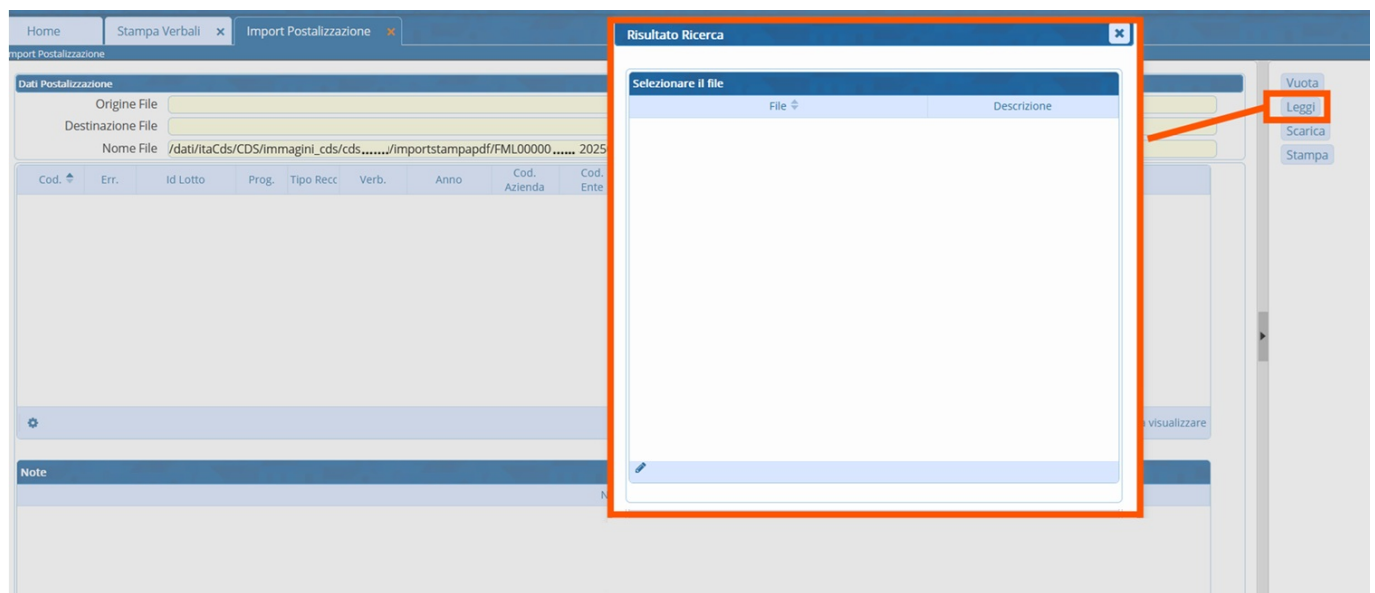 Home Stampa Verbali Import Postalizzazione
mport Postalizzazione
Dati Postalizzazione
Origine File
Destinazione File
Nome File /dati/itaCds/CDS/immagini_cds/cds......./importstampapdf/FML00000...... 2025
Cod. Err. Id Lotto Prog. Tipo Recc Verb. Anno Cod. Azienda Cod. Ente
visualizzare
Note
N
Risultato Ricerca
Selezionare il file
File Descrizione
Vuota
Leggi
Scarica
Stampa